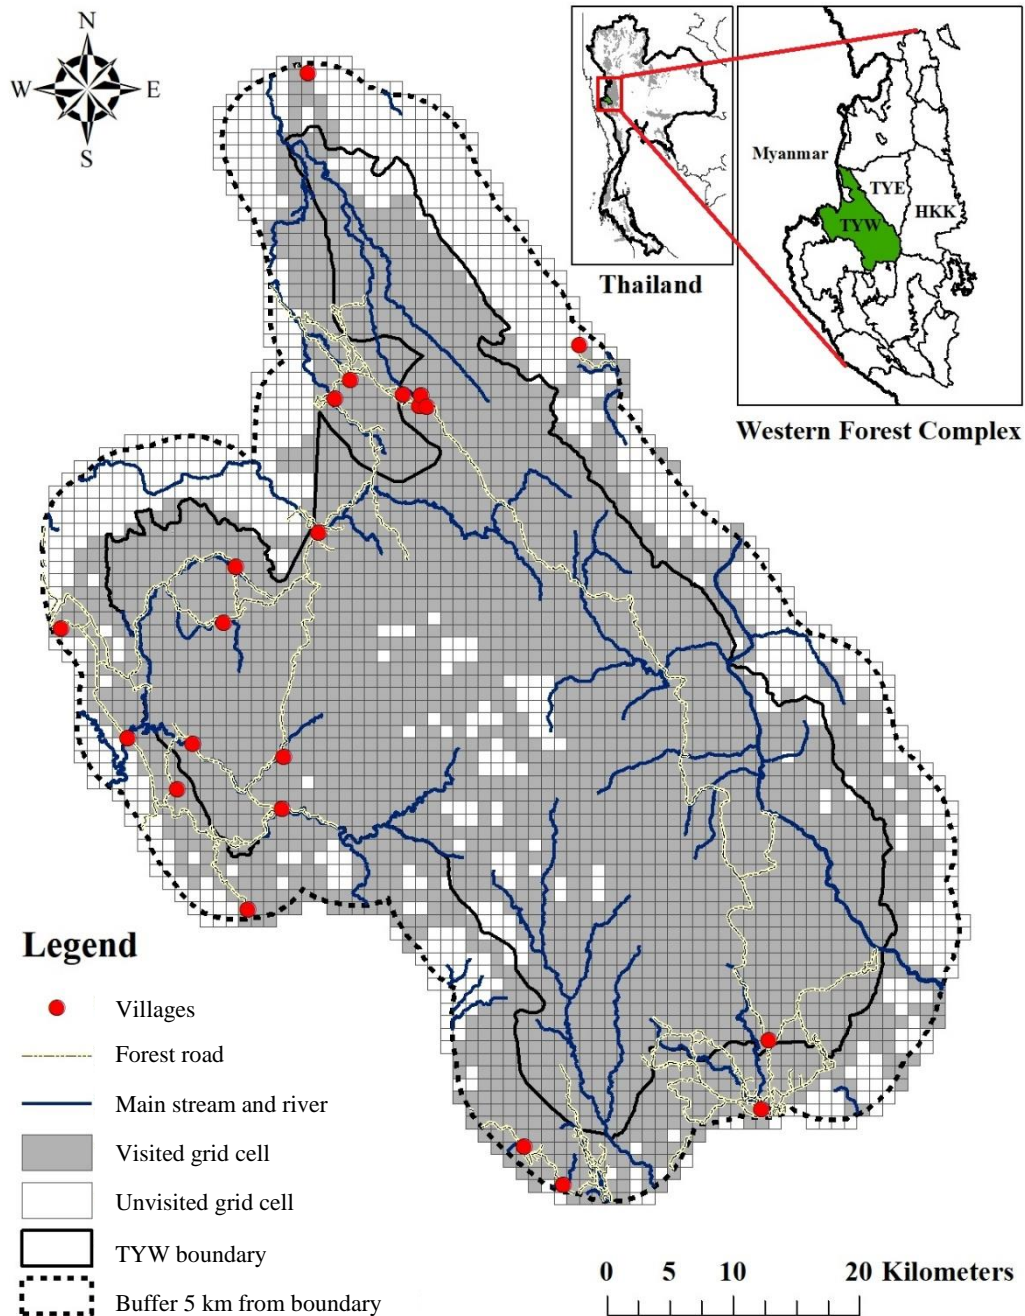 N
W
E
S
Myanmar
TYE
HKK
TYW
Thailand
Western Forest Complex
Legend
Villages
Forest road
Main stream and river
Visited grid cell
Unvisited grid cell
TYW boundary
Buffer 5 km from boundary
0 5 10 20 Kilometers